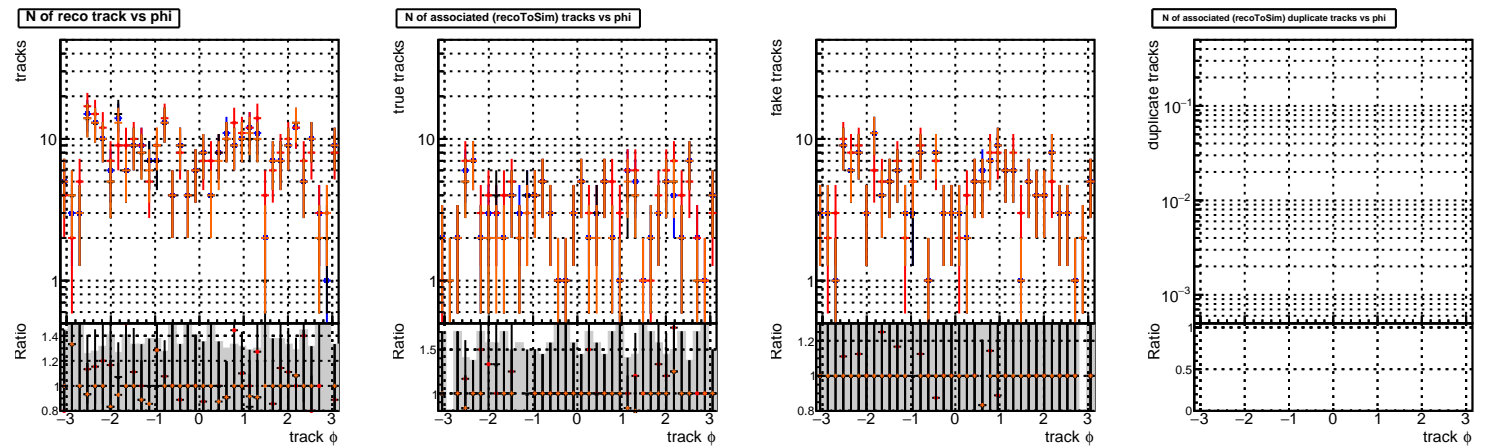 N of reco track vs phi
tracks
10
1
Ratio
1.4
1.2
1
0.8
−3 −2 −1 0 1 2 3
track ϕ
N of associated (recoToSim) tracks vs phi
true tracks
10
1
Ratio
1.5
1
−3 −2 −1 0 1 2 3
track ϕ
fake tracks
10
1
Ratio
1.2
1
0.8
−3 −2 −1 0 1 2 3
track ϕ
N of associated (recoToSim) duplicate tracks vs phi
duplicate tracks
10⁻¹
10⁻²
10⁻³
Ratio
1
0.5
0
−3 −2 −1 0 1 2 3
track ϕ